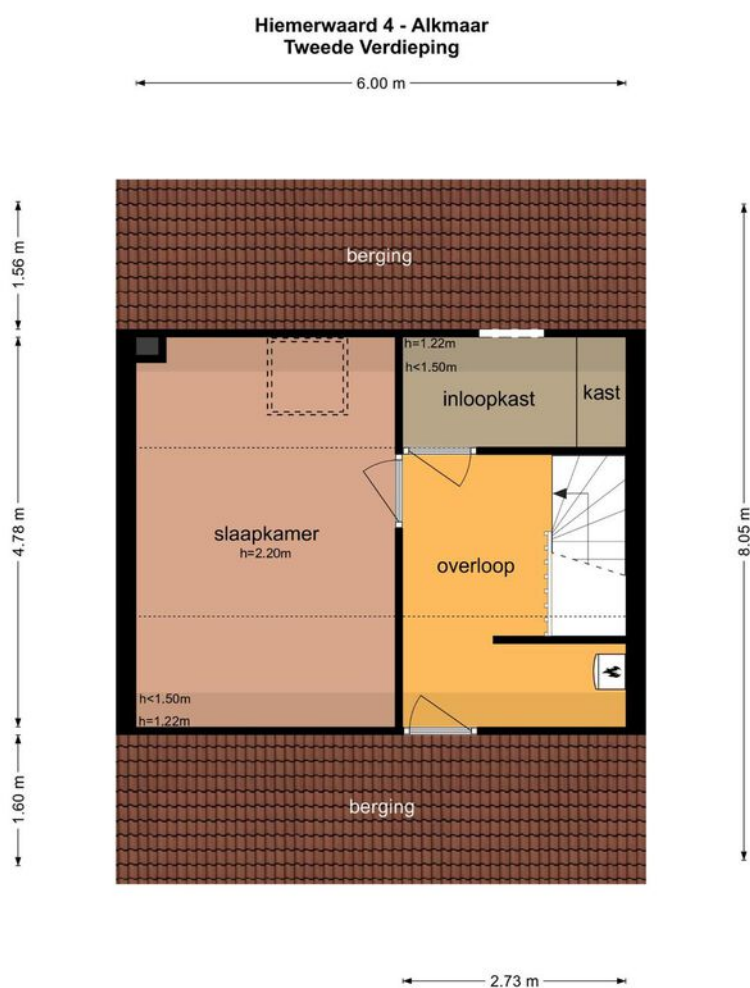 Hiemerwaard 4 - Alkmaar
Tweede Verdieping
6.00 m
1.56 m
berging
h=1.22m
h<1.50m
inloopkast
kast
4.78 m
slaapkamer
h=2.20m
overloop
8.05 m
h<1.50m
h=1.22m
1.60 m
berging
2.73 m